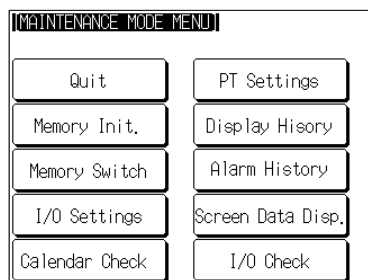 [MAINTENANCE MODE MENU]
Quit PT Settings
Memory Init. Display Hisory
Memory Switch Alarm History
I/O Settings Screen Data Disp.
Calendar Check I/O Check